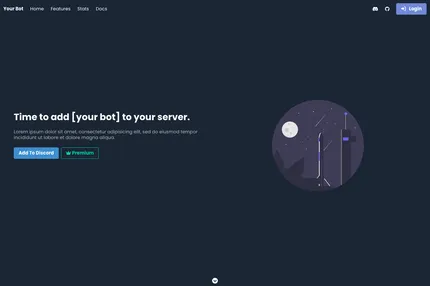 Your Bot Home Features Stats Docs Login
Time to add [your bot] to your server.
Lorem ipsum dolor sit amet, consectetur adipisicing elit, sed do eiusmod tempor
incididunt ut labore et dolore magna aliqua.
Add To Discord Premium